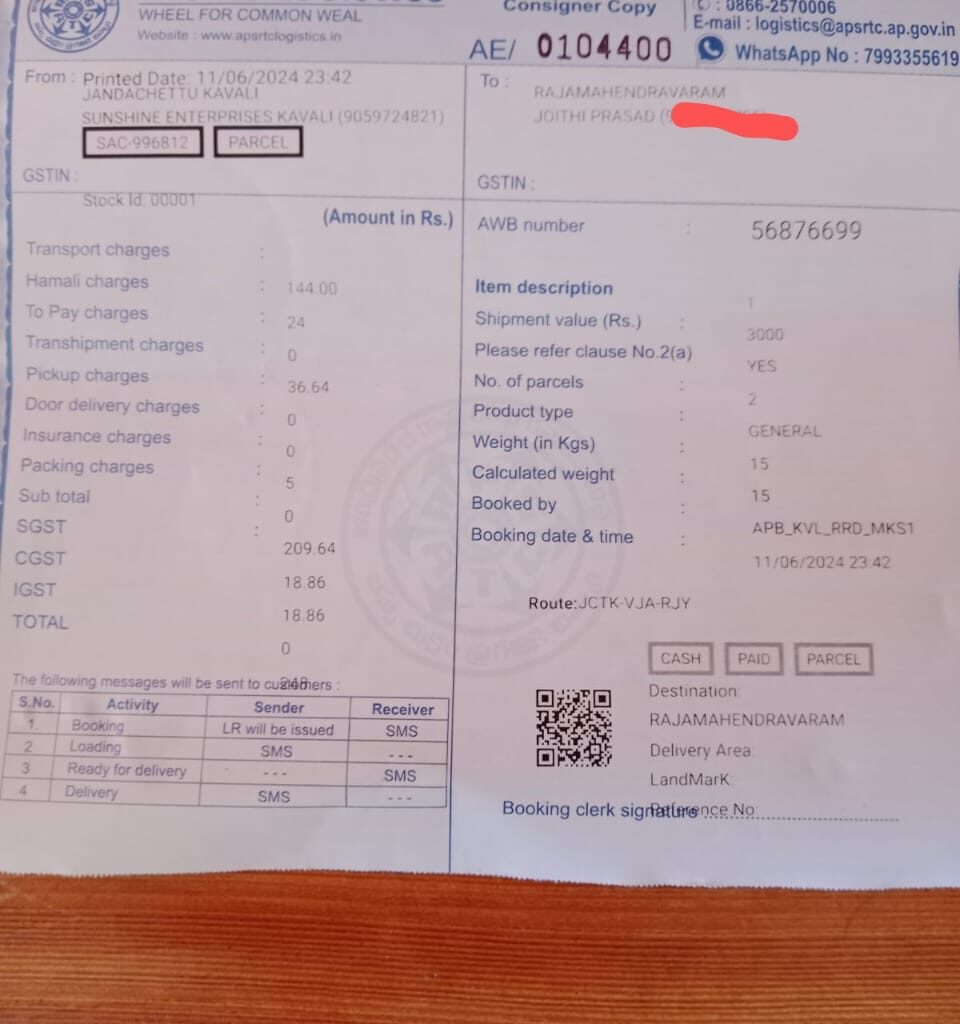 WHEEL FOR COMMON WEAL
Website : www.apsrtclogistics.in
Consigner Copy
: 0866-2570006
E-mail : logistics@apsrtc.ap.gov.in
AE/ 0104400
WhatsApp No : 7993355619
From : Printed Date: 11/06/2024 23:42
JANDACHETTU KAVALI
SUNSHINE ENTERPRISES KAVALI (9059724821)
SAC-996812 PARCEL
GSTIN :
To :
RAJAMAHENDRAVARAM
JOITHI PRASAD (9
GSTIN :
Stock Id: 00001
(Amount in Rs.)
Transport charges :
Hamali charges : 144.00
To Pay charges : 24
Transhipment charges : 0
Pickup charges : 36.64
Door delivery charges : 0
Insurance charges : 0
Packing charges : 5
Sub total : 0
SGST : 209.64
CGST 18.86
IGST 18.86
TOTAL 0
248
AWB number : 56876699
Item description 1
Shipment value (Rs.) : 3000
Please refer clause No.2(a) YES
No. of parcels : 2
Product type : GENERAL
Weight (in Kgs) : 15
Calculated weight : 15
Booked by : APB_KVL_RRD_MKS1
Booking date & time : 11/06/2024 23:42
Route:JCTK-VJA-RJY
CASH PAID PARCEL
Destination:
RAJAMAHENDRAVARAM
Delivery Area:
LandMarK:
Reference No:
Booking clerk signature
The following messages will be sent to customers :
S.No. Activity Sender Receiver
1. Booking LR will be issued SMS
2 Loading SMS - - -
3 Ready for delivery - - - SMS
4 Delivery SMS - - -